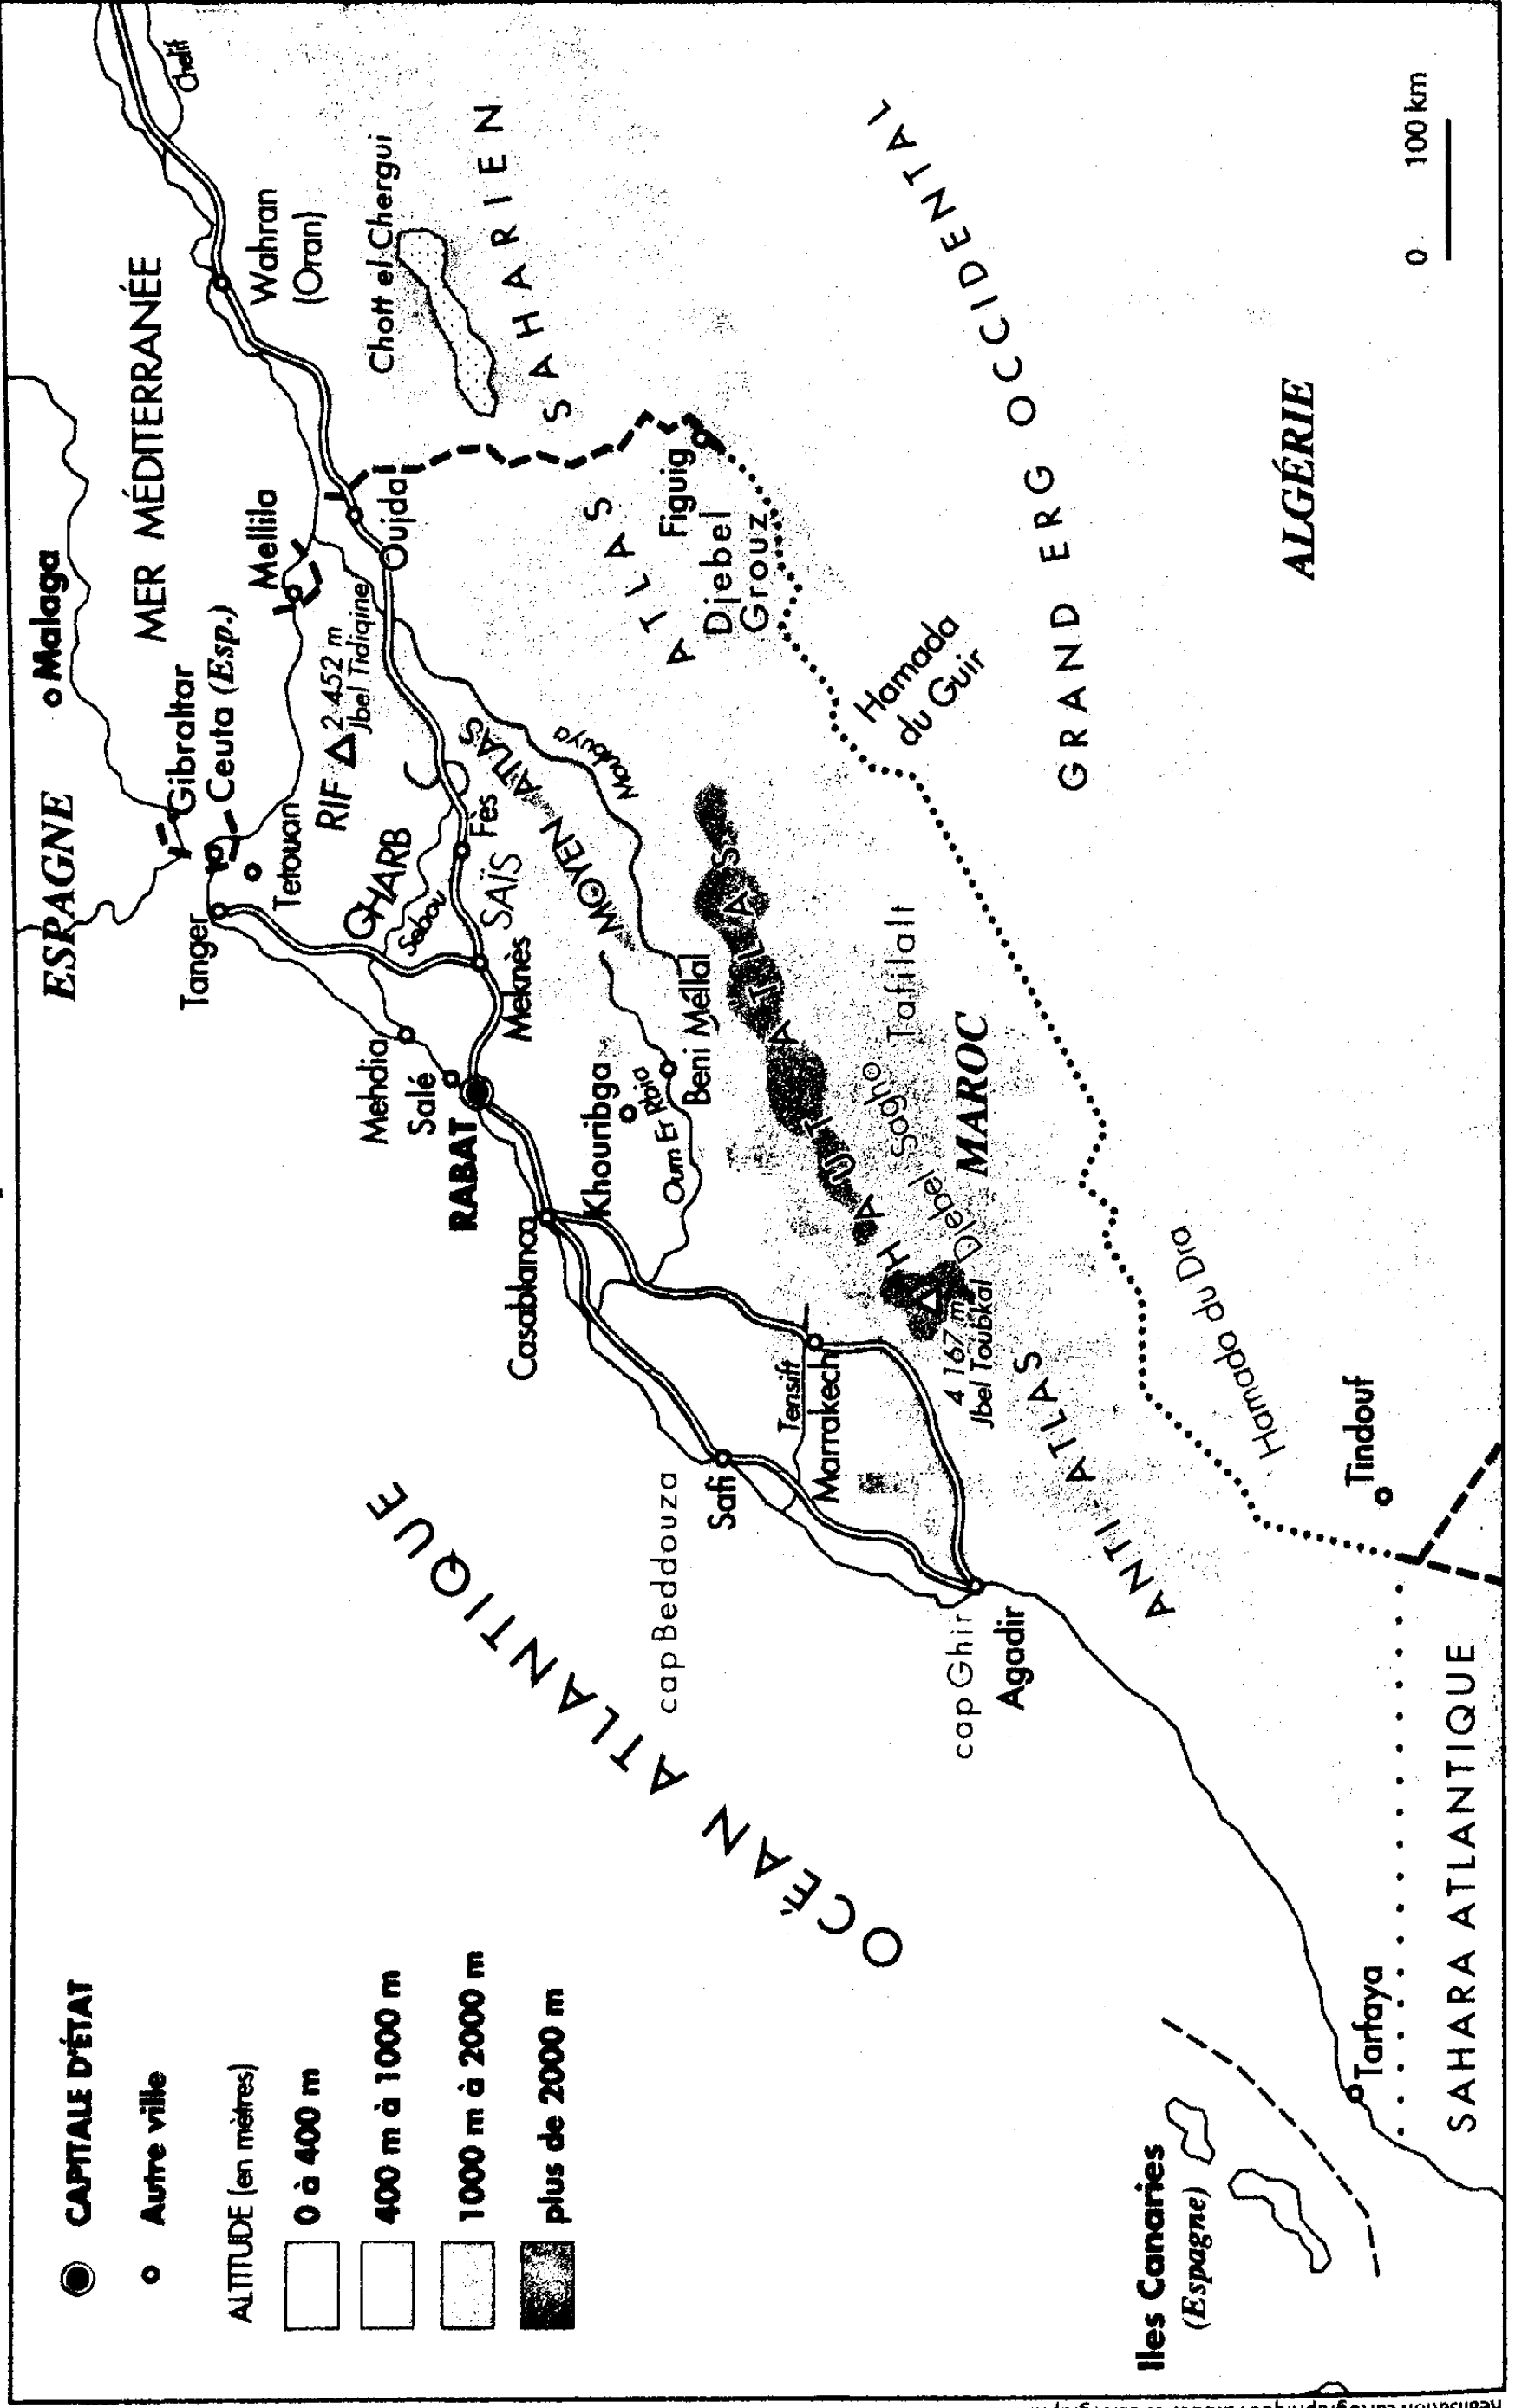 CAPITALE D'ÉTAT
Autre ville
ALTITUDE (en mètres)
0 à 400 m
400 m à 1000 m
1000 m à 2000 m
plus de 2000 m
ESPAGNE
Malaga
MER MÉDITERRANÉE
Gibraltar
Ceuta (Esp.)
Tanger
Tetouan
Mellila
RIF
2 452 m
Jbel Tidiqine
Wahran
(Oran)
Chelif
Chott el Chergui
Oujda
GHARB
Sebou
Fès
SAÏS
Meknès
Mehdia
Salé
RABAT
Casablanca
Khouribga
Oum Er Rbia
Beni Méllal
MOYEN ATLAS
Moulouya
ATLAS SAHARIEN
Figuig
Djebel
Grouz
HAUT ATLAS
Hamada
du Guir
GRAND ERG OCCIDENTAL
ALGÉRIE
Tafilalt
Djebel Sagho
MAROC
4 167 m
Jbel Toubkal
Tensift
Marrakech
Safi
cap Beddouza
OCÉAN ATLANTIQUE
cap Ghir
Agadir
ANTI-ATLAS
Hamada du Dra
Tindouf
Tarfaya
SAHARA ATLANTIQUE
Iles Canaries
(Espagne)
0 100 km